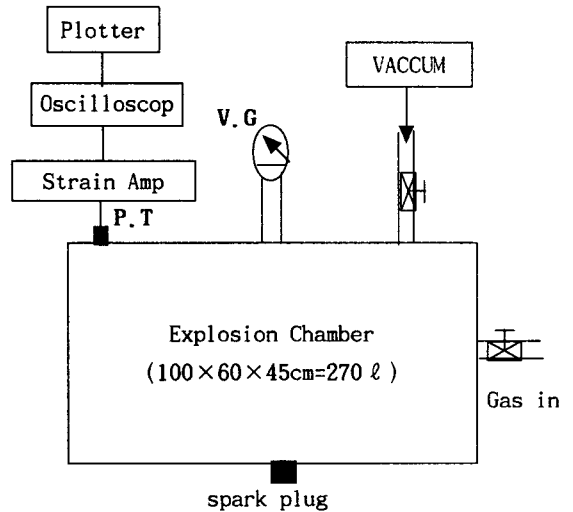 Plotter
Oscilloscop
VACCUM
V.G
Strain Amp
P.T
Explosion Chamber
(100×60×45cm=270 ℓ)
Gas in
spark plug